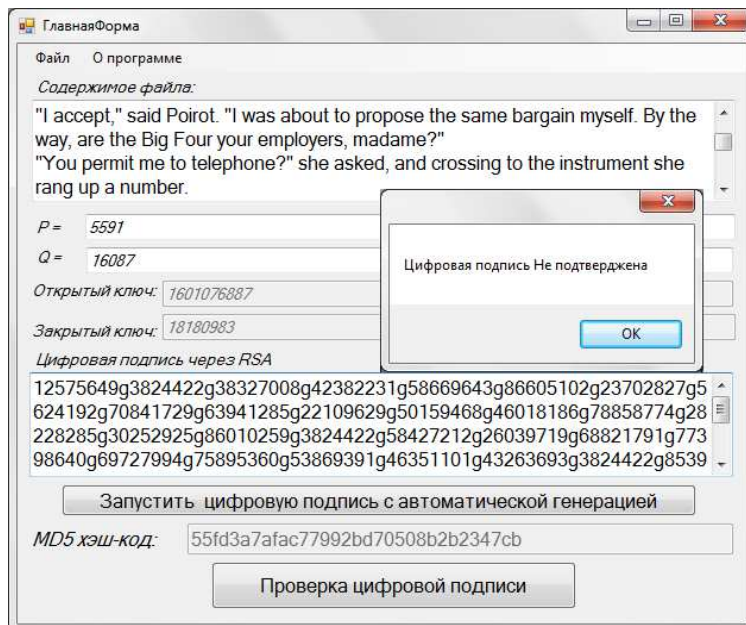 ГлавнаяФорма
Файл О программе
Содержимое файла:
"I accept," said Poirot. "I was about to propose the same bargain myself. By the
way, are the Big Four your employers, madame?"
"You permit me to telephone?" she asked, and crossing to the instrument she
rang up a number.
P = 5591
Q = 16087
Цифровая подпись Не подтверждена
Открытый ключ: 1601076887
OK
Закрытый ключ: 18180983
Цифровая подпись через RSA
12575649g3824422g38327008g42382231g58669643g86605102g23702827g5
624192g70841729g63941285g22109629g50159468g46018186g78858774g28
228285g30252925g86010259g3824422g58427212g26039719g68821791g773
98640g69727994g75895360g53869391g46351101g43263693g3824422g8539
Запустить цифровую подпись с автоматической генерацией
MD5 хэш-код: 55fd3a7afac77992bd70508b2b2347cb
Проверка цифровой подписи